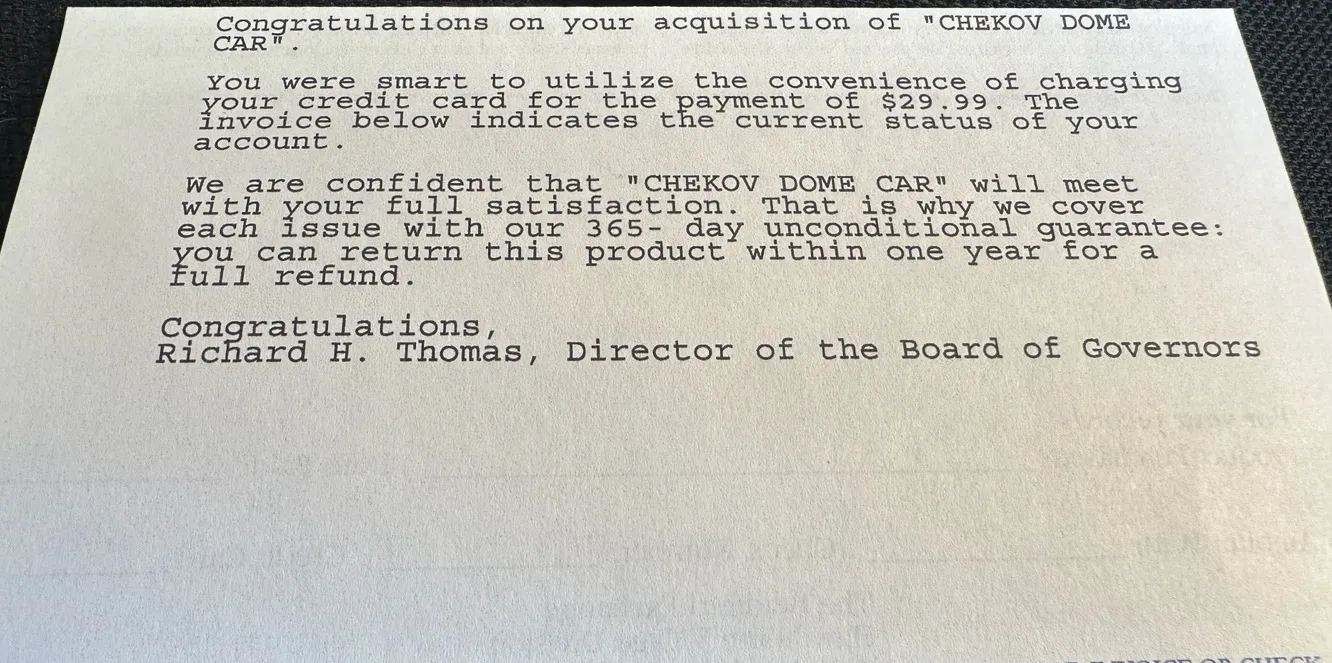 Congratulations on your acquisition of "CHEKOV DOME
CAR".
You were smart to utilize the convenience of charging
your credit card for the payment of $29.99. The
invoice below indicates the current status of your
account.
We are confident that "CHEKOV DOME CAR" will meet
with your full satisfaction. That is why we cover
each issue with our 365- day unconditional guarantee:
you can return this product within one year for a
full refund.
Congratulations,
Richard H. Thomas, Director of the Board of Governors
For your records